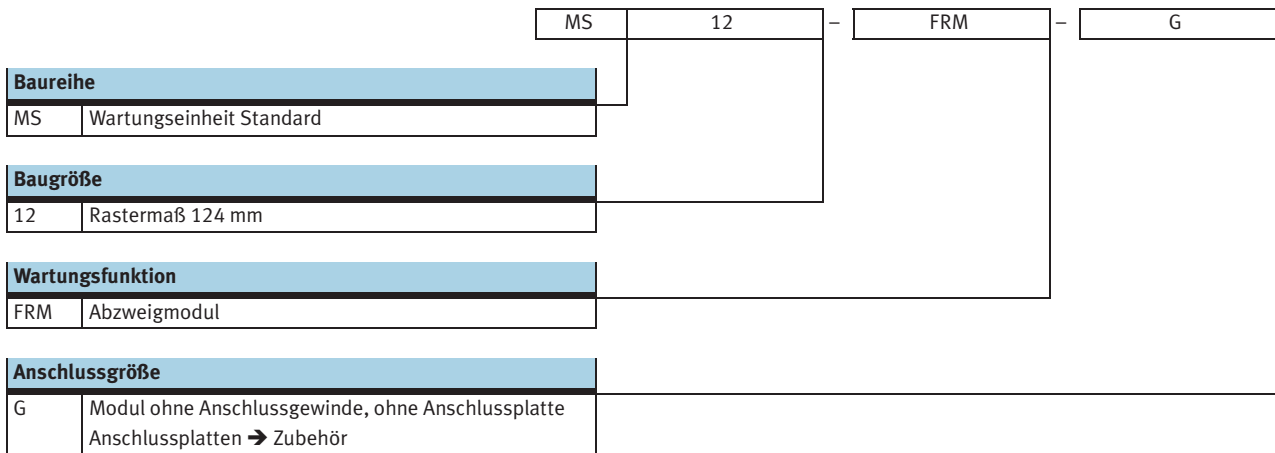 MS 12 – FRM – G
Baureihe
MS Wartungseinheit Standard
Baugröße
12 Rastermaß 124 mm
Wartungsfunktion
FRM Abzweigmodul
Anschlussgröße
G Modul ohne Anschlussgewinde, ohne Anschlussplatte
Anschlussplatten ➔ Zubehör